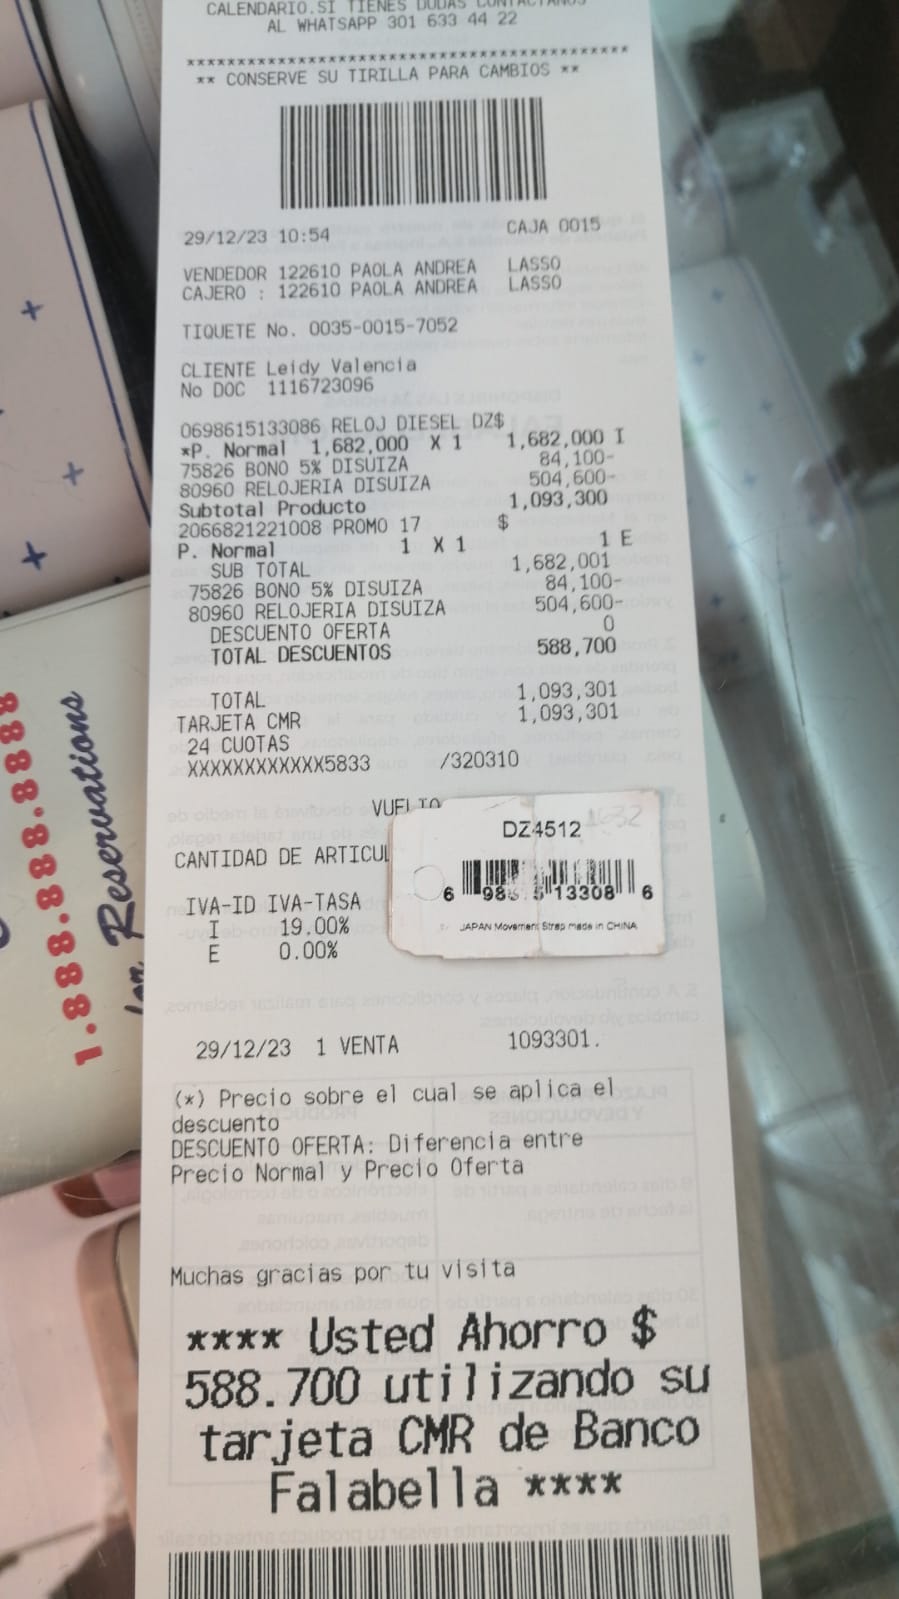 CALENDARIO.SI TIENES DUDAS CONTACTANOS
AL WHATSAPP 301 633 44 22
******************************************
** CONSERVE SU TIRILLA PARA CAMBIOS **
29/12/23 10:54 CAJA 0015
VENDEDOR 122610 PAOLA ANDREA LASSO
CAJERO : 122610 PAOLA ANDREA LASSO
TIQUETE No. 0035-0015-7052
CLIENTE Leidy Valencia
No DOC 1116723096
0698615133086 RELOJ DIESEL DZ$
*P. Normal 1,682,000 X 1 1,682,000 I
75826 BONO 5% DISUIZA 84,100-
80960 RELOJERIA DISUIZA 504,600-
Subtotal Producto 1,093,300
2066821221008 PROMO 17 $
P. Normal 1 X 1 1 E
SUB TOTAL 1,682,001
75826 BONO 5% DISUIZA 84,100-
80960 RELOJERIA DISUIZA 504,600-
DESCUENTO OFERTA 0
TOTAL DESCUENTOS 588,700
TOTAL 1,093,301
TARJETA CMR 1,093,301
24 CUOTAS
XXXXXXXXXXXX5833 /320310
VUELTO
CANTIDAD DE ARTICUL
DZ4512
6 13308 6
JAPAN Movement Strap made in CHINA
IVA-ID IVA-TASA
I 19.00%
E 0.00%
29/12/23 1 VENTA 1093301.
(*) Precio sobre el cual se aplica el
descuento
DESCUENTO OFERTA: Diferencia entre
Precio Normal y Precio Oferta
Muchas gracias por tu visita
**** Usted Ahorro $
588.700 utilizando su
tarjeta CMR de Banco
Falabella ****
1.888.888.8888
for Reservations